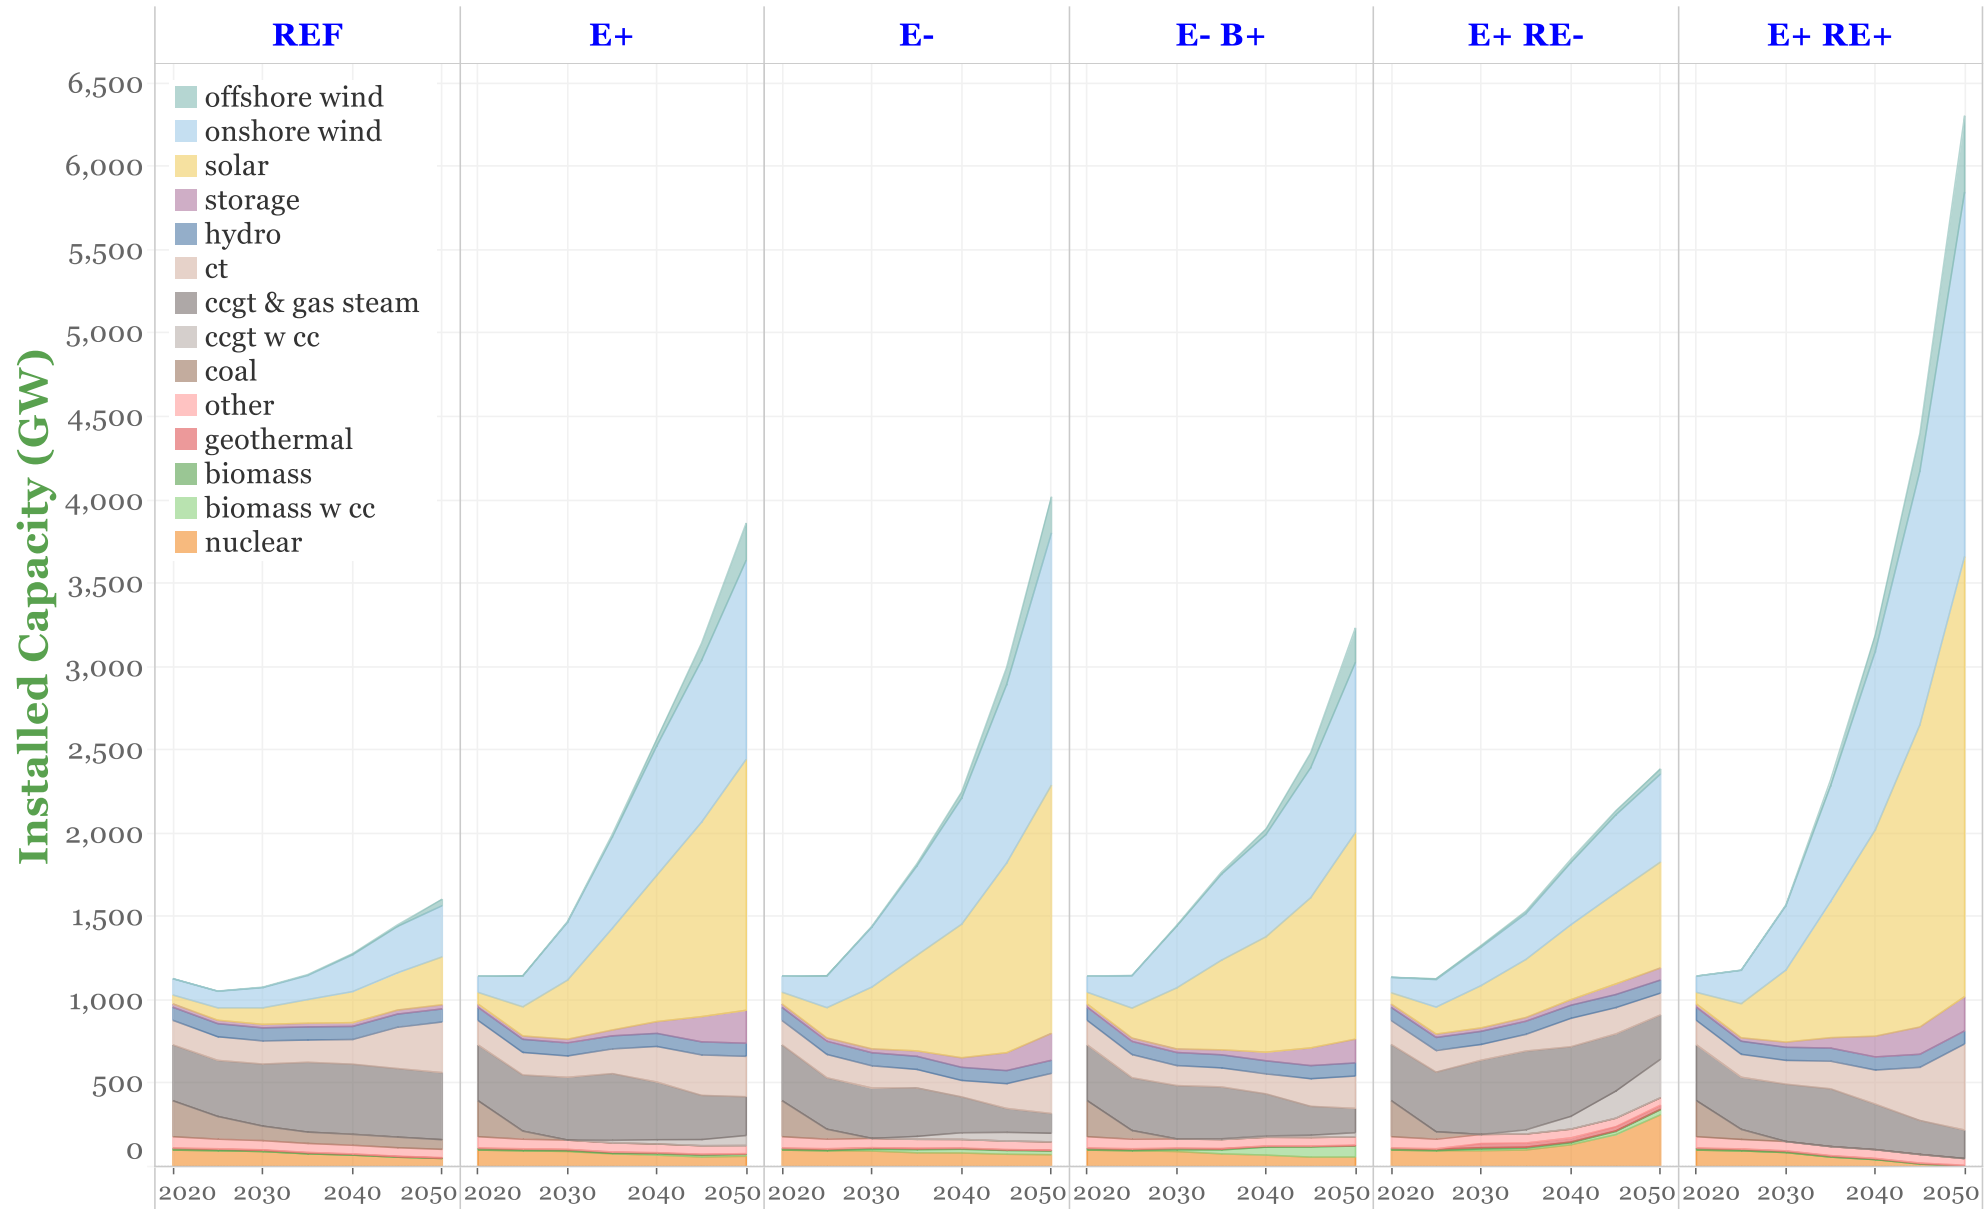 REF E+ E- E- B+ E+ RE- E+ RE+
6,500
6,000
5,500
5,000
4,500
4,000
3,500
3,000
2,500
2,000
1,500
1,000
500
0
Installed Capacity (GW)
offshore wind
onshore wind
solar
storage
hydro
ct
ccgt & gas steam
ccgt w cc
coal
other
geothermal
biomass
biomass w cc
nuclear
2020 2030 2040 2050 2020 2030 2040 2050 2020 2030 2040 2050 2020 2030 2040 2050 2020 2030 2040 2050 2020 2030 2040 2050